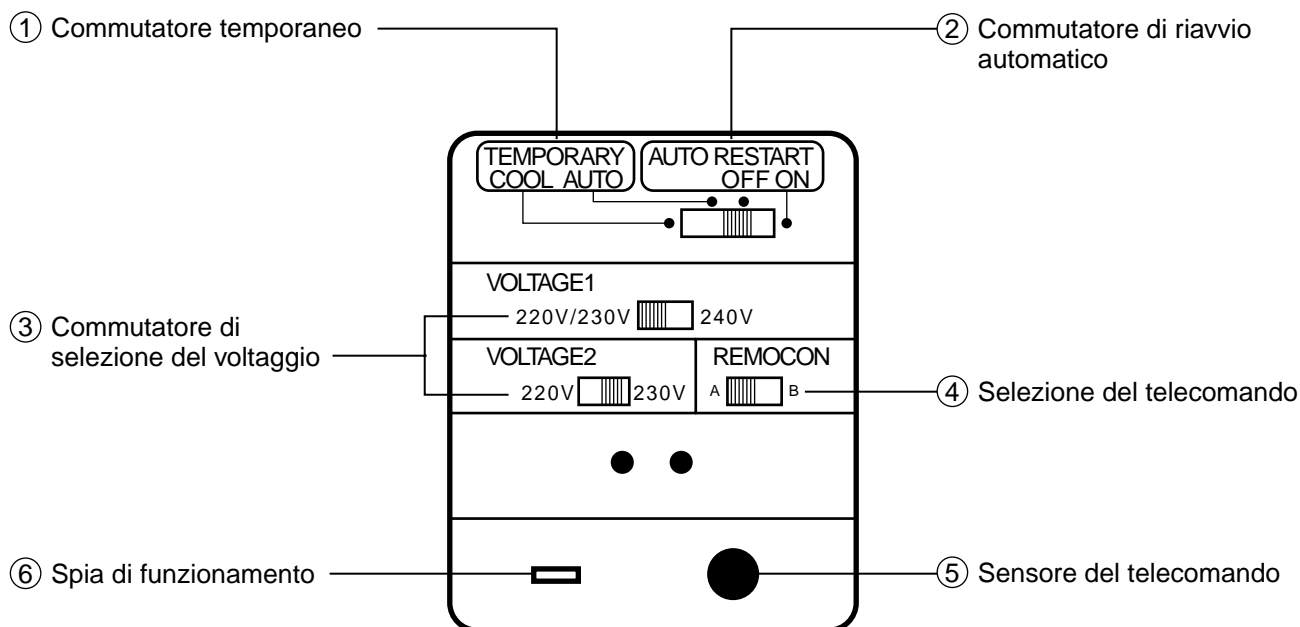 ① Commutatore temporaneo
② Commutatore di riavvio
automatico
TEMPORARY
COOL AUTO
AUTO RESTART
OFF ON
VOLTAGE1
220V/230V 240V
③ Commutatore di
selezione del voltaggio
VOLTAGE2
220V 230V
REMOCON
A B
④ Selezione del telecomando
⑥ Spia di funzionamento
⑤ Sensore del telecomando